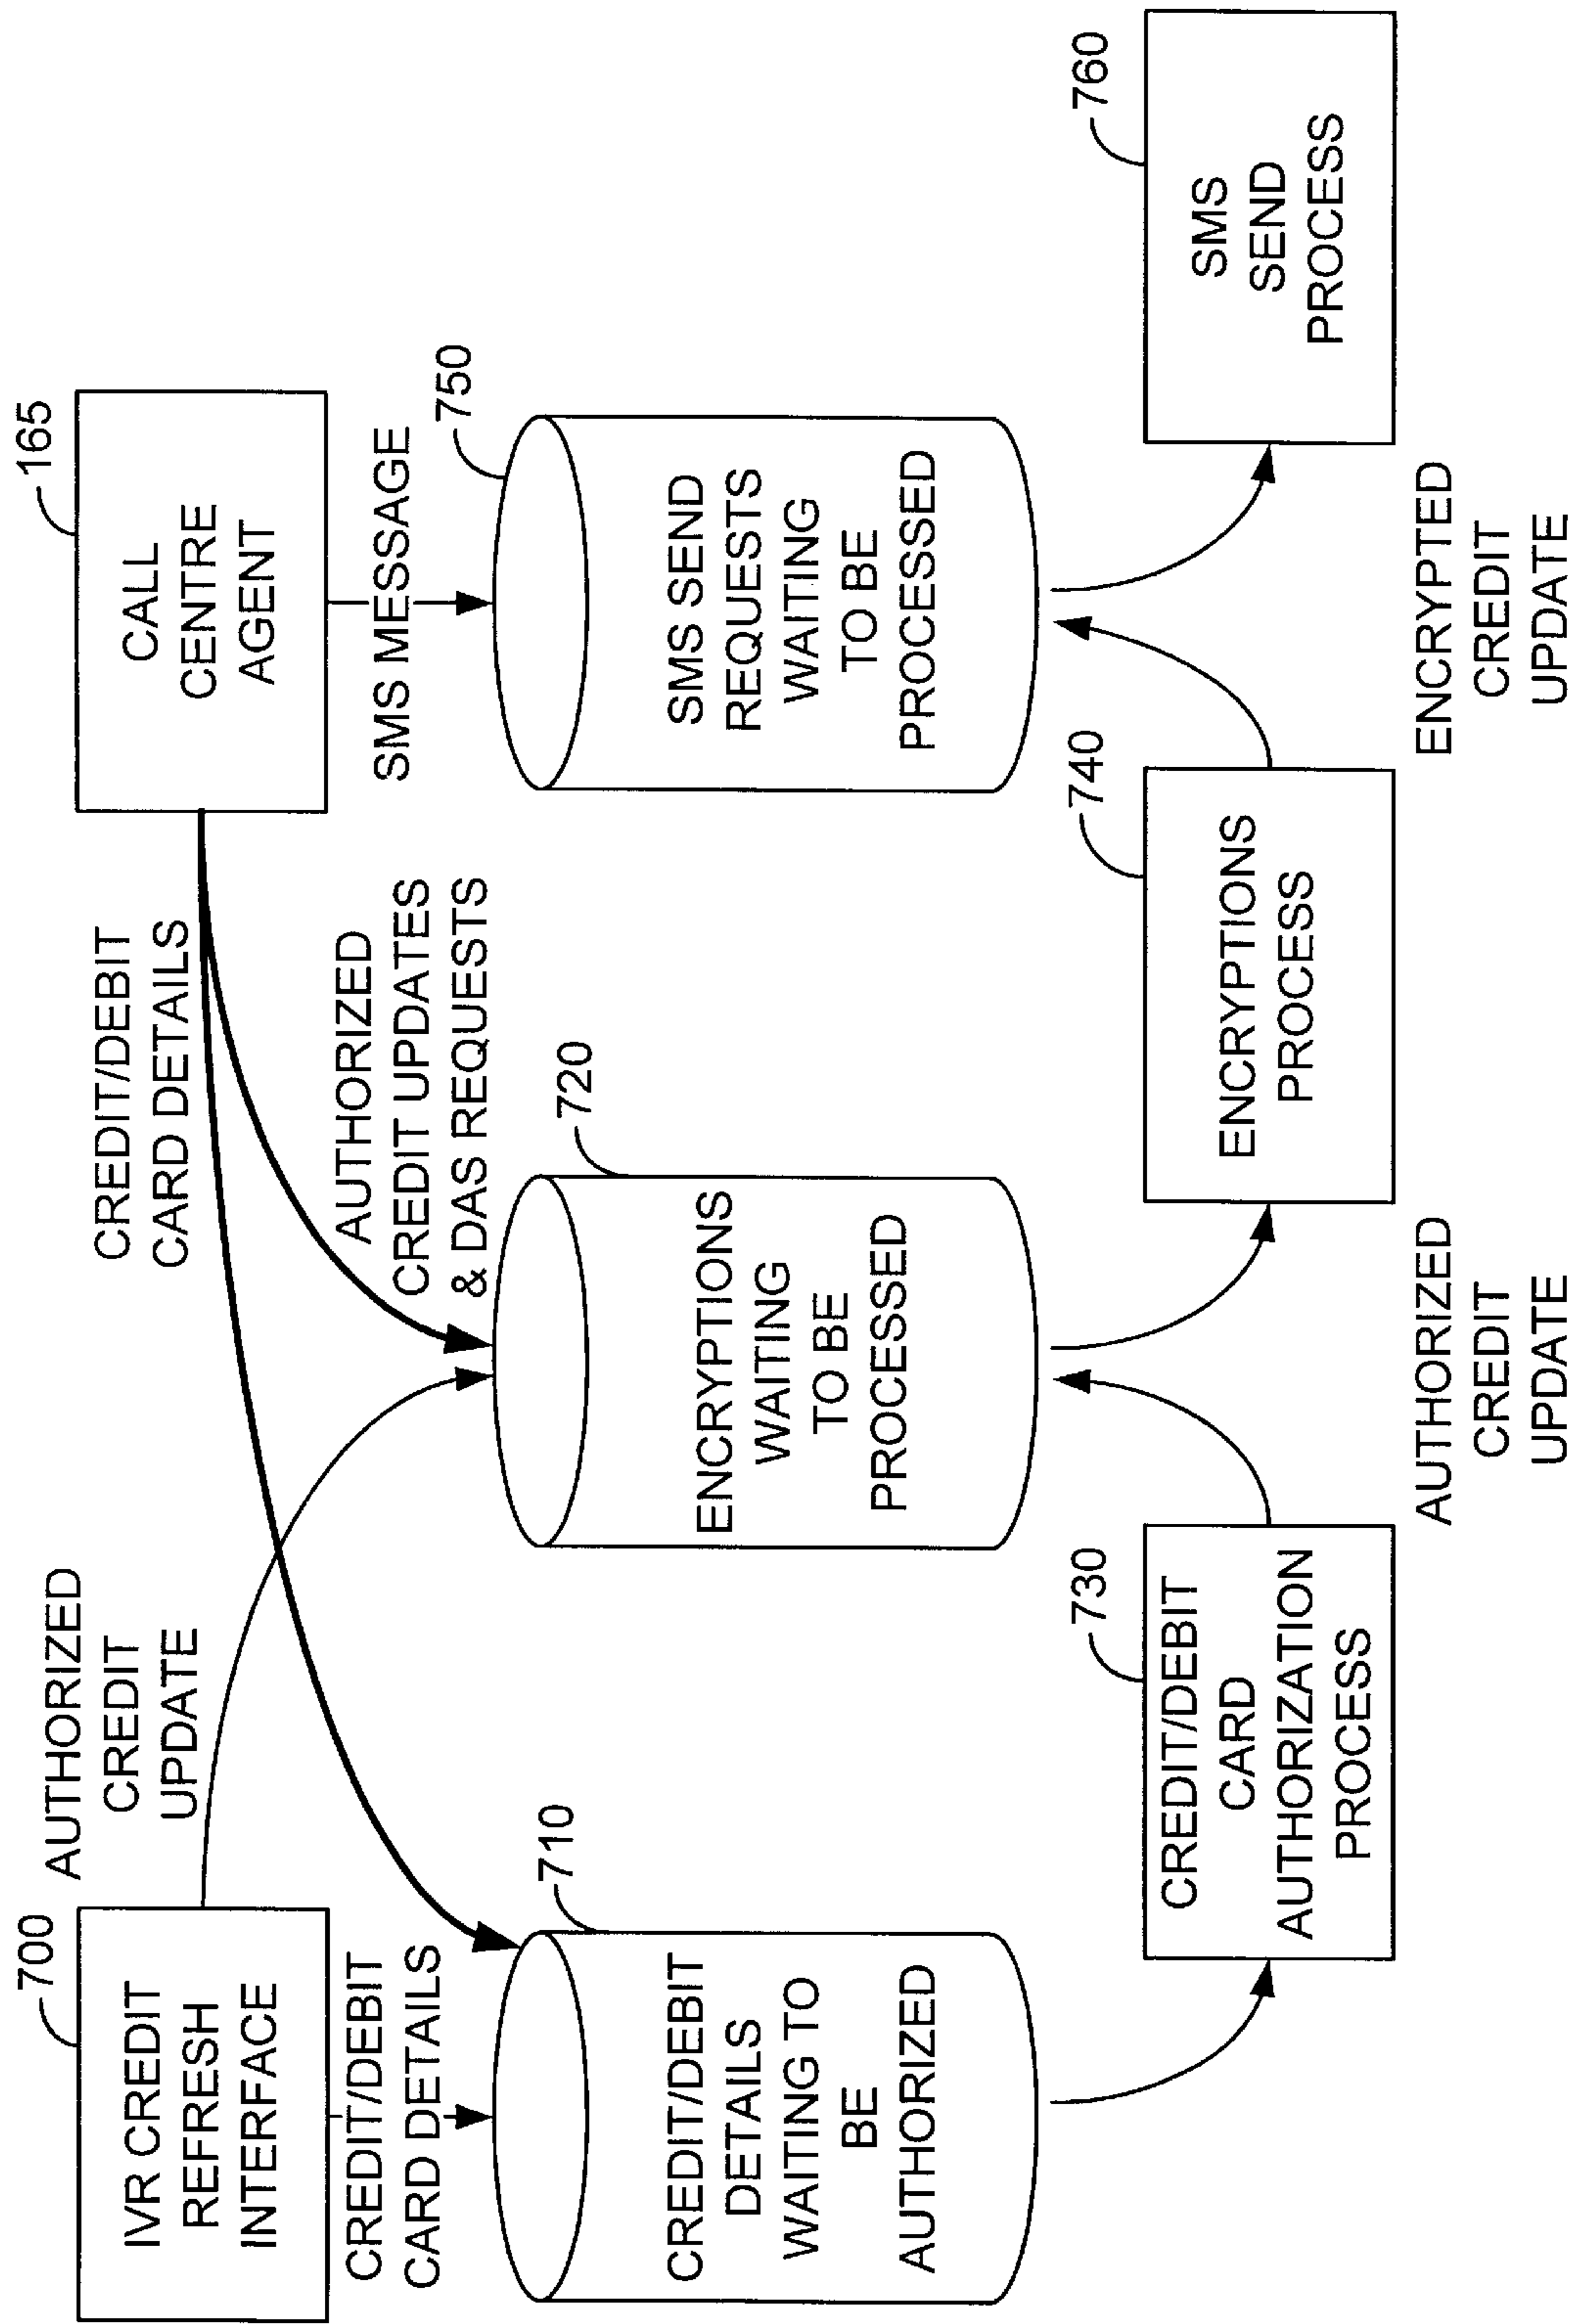 700
IVR CREDIT
REFRESH
INTERFACE
AUTHORIZED
CREDIT
UPDATE
CREDIT/DEBIT
CARD DETAILS
165
CALL
CENTRE
AGENT
CREDIT/DEBIT
CARD DETAILS
AUTHORIZED
CREDIT UPDATES
& DAS REQUESTS
SMS MESSAGE
710
CREDIT/DEBIT
DETAILS
WAITING TO
BE
AUTHORIZED
720
ENCRYPTIONS
WAITING
TO BE
PROCESSED
750
SMS SEND
REQUESTS
WAITING
TO BE
PROCESSED
730
CREDIT/DEBIT
CARD
AUTHORIZATION
PROCESS
AUTHORIZED
CREDIT
UPDATE
740
ENCRYPTIONS
PROCESS
ENCRYPTED
CREDIT
UPDATE
760
SMS
SEND
PROCESS